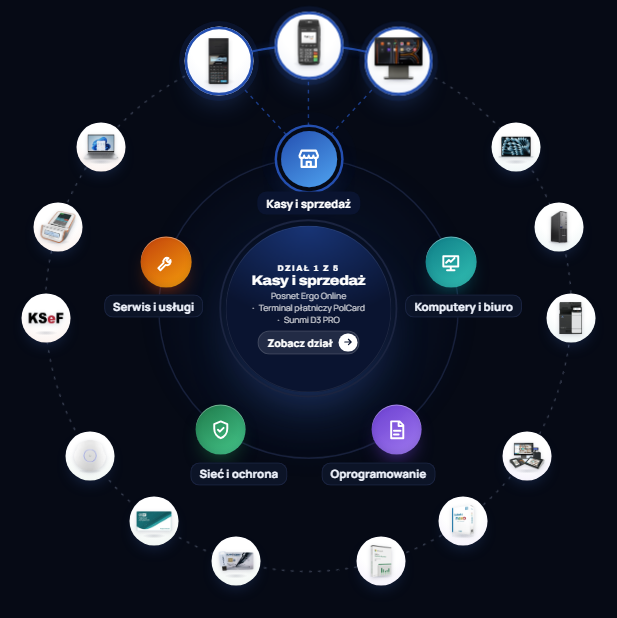 Kasy i sprzedaż
DZIAŁ 1 Z 5
Kasy i sprzedaż
Posnet Ergo Online
· Terminal płatniczy PolCard
· Sunmi D3 PRO
Zobacz dział
Serwis i usługi
Komputery i biuro
KSeF
Sieć i ochrona
Oprogramowanie